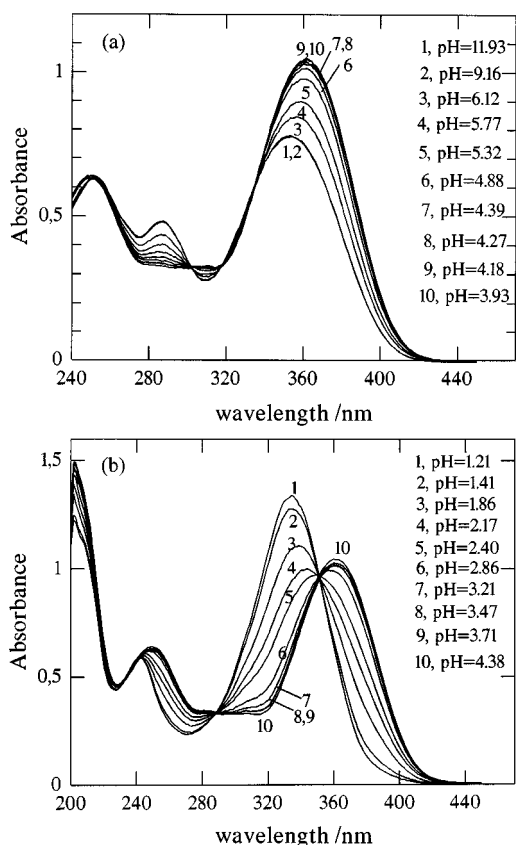 (a)
Absorbance
1
0,5
0
9,10
7,8
6
5
4
3
1,2
1, pH=11.93
2, pH=9.16
3, pH=6.12
4, pH=5.77
5, pH=5.32
6, pH=4.88
7, pH=4.39
8, pH=4.27
9, pH=4.18
10, pH=3.93
240 280 320 360 400 440
wavelength /nm
(b)
Absorbance
1,5
1
0,5
0
1
2
3
4
5
6
7
8,9
10
10
1, pH=1.21
2, pH=1.41
3, pH=1.86
4, pH=2.17
5, pH=2.40
6, pH=2.86
7, pH=3.21
8, pH=3.47
9, pH=3.71
10, pH=4.38
200 240 280 320 360 400 440
wavelength /nm